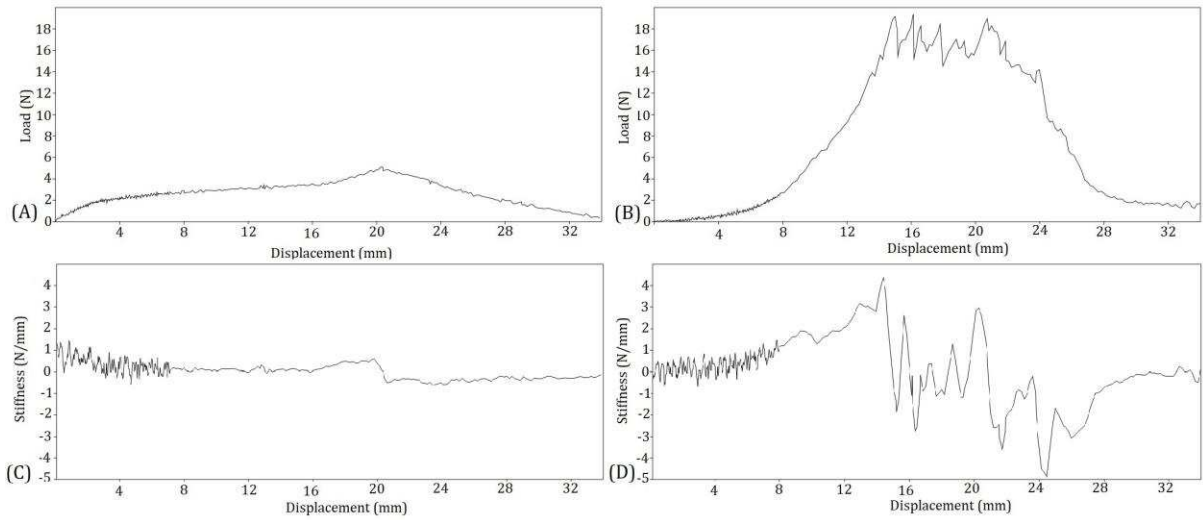 18
16
14
12
10
8
6
4
2
0
Load (N)
(A)
4 8 12 16 20 24 28 32
Displacement (mm)
18
16
14
12
10
8
6
4
2
0
Load (N)
(B)
4 8 12 16 20 24 28 32
Displacement (mm)
4
3
2
1
0
-1
-2
-3
-4
-5
Stiffness (N/mm)
(C)
4 8 12 16 20 24 28 32
Displacement (mm)
4
3
2
1
0
-1
-2
-3
-4
-5
Stiffness (N/mm)
(D)
4 8 12 16 20 24 28 32
Displacement (mm)